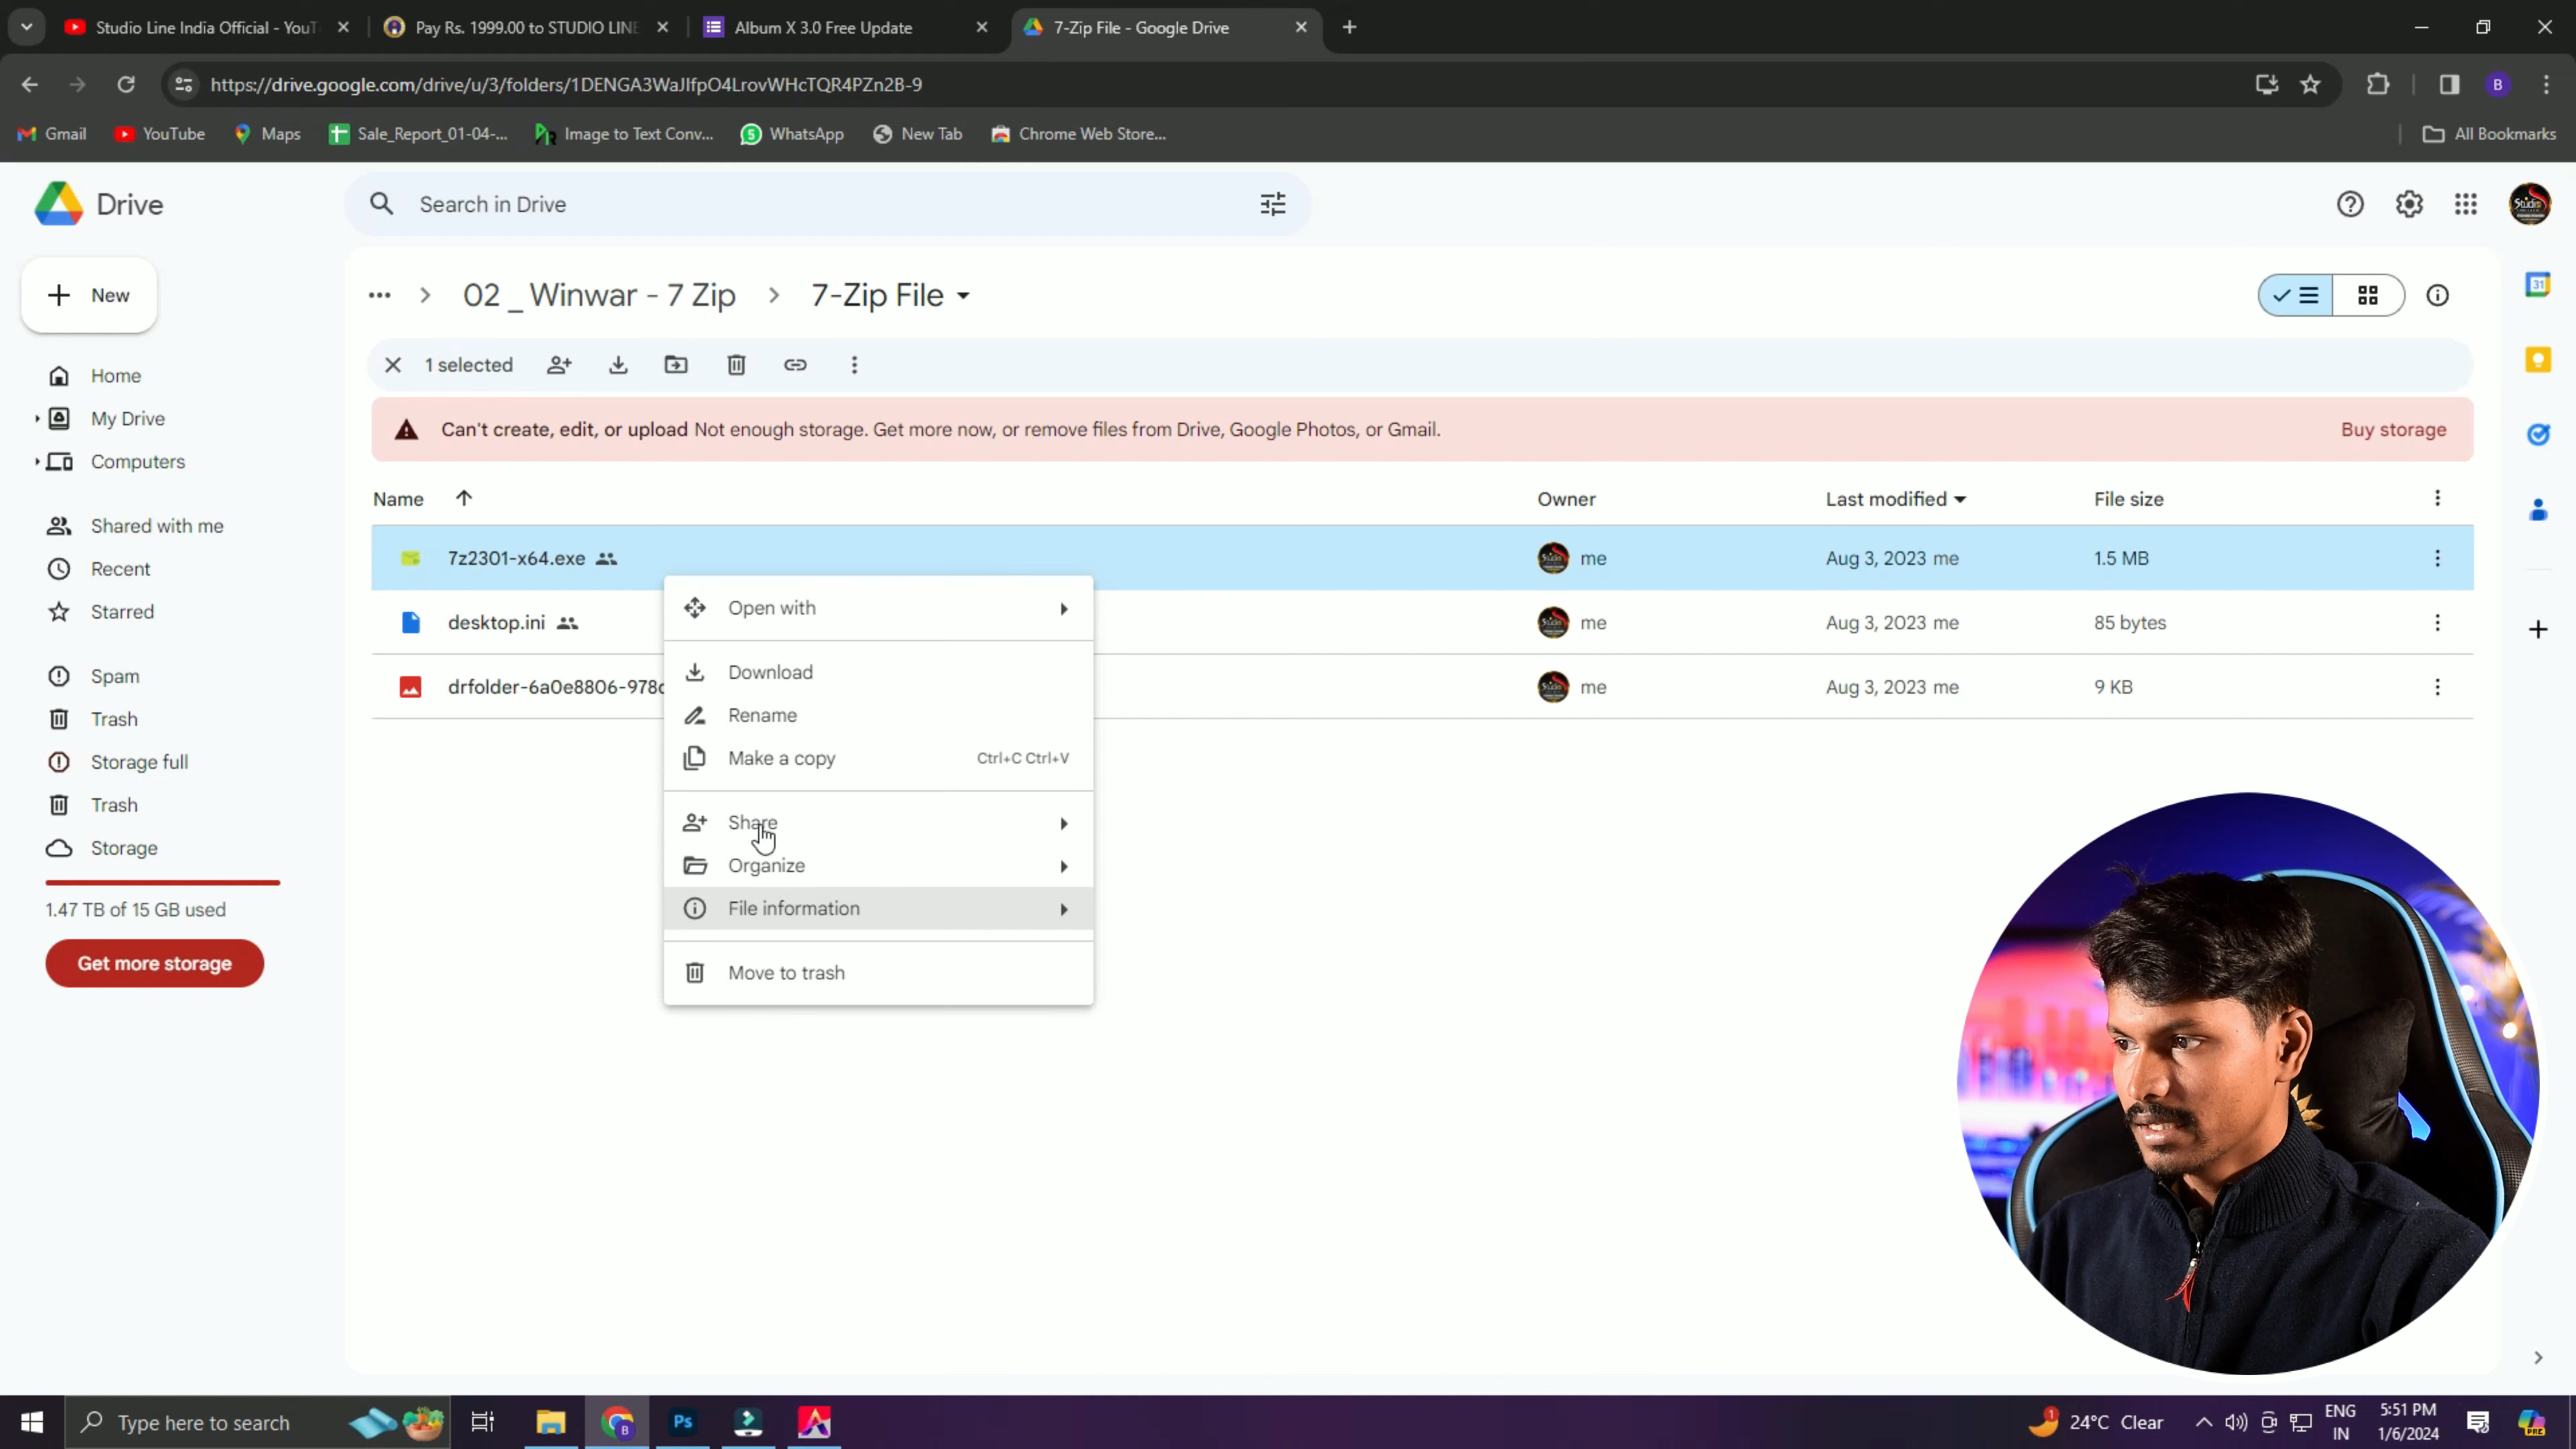 Studio Line India Official - YouT
Pay Rs. 1999.00 to STUDIO LINE
Album X 3.0 Free Update
7-Zip File - Google Drive
https://drive.google.com/drive/u/3/folders/1DENGA3WaJIfpO4LrovWHcTQR4PZn2B-9
B
Gmail
YouTube
Maps
Sale_Report_01-04-...
Image to Text Conv...
WhatsApp
New Tab
Chrome Web Store...
All Bookmarks
Drive
Search in Drive
New
... > 02 _ Winwar - 7 Zip > 7-Zip File
1 selected
Home
My Drive
Computers
Can't create, edit, or upload Not enough storage. Get more now, or remove files from Drive, Google Photos, or Gmail.
Buy storage
Name
Owner
Last modified
File size
Shared with me
Recent
Starred
7z2301-x64.exe
me
Aug 3, 2023 me
1.5 MB
desktop.ini
me
Aug 3, 2023 me
85 bytes
drfolder-6a0e8806-978c
me
Aug 3, 2023 me
9 KB
Open with
Download
Rename
Make a copy
Ctrl+C Ctrl+V
Share
Organize
File information
Move to trash
Spam
Trash
Storage full
Trash
Storage
1.47 TB of 15 GB used
Get more storage
31
Type here to search
B
Ps
1
24°C Clear
ENG
IN
5:51 PM
1/6/2024
PRE